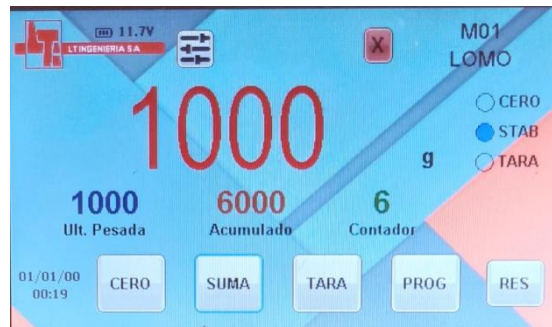 11.7V
LT INGENIERIA S A
X
M01
LOMO
1000
g
CERO
STAB
TARA
1000
Ult. Pesada
6000
Acumulado
6
Contador
01/01/00
00:19
CERO
SUMA
TARA
PROG
RES